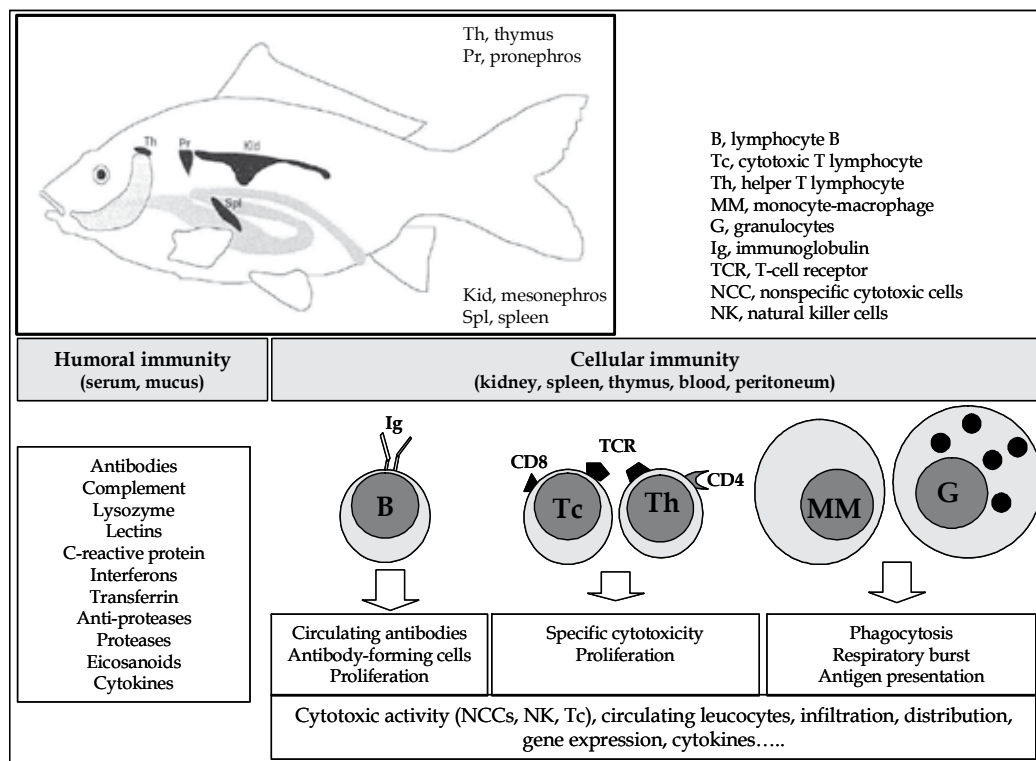 Th, thymus
Pr, pronephros
Th
Pr
Kid
Spl
Kid, mesonephros
Spl, spleen
B, lymphocyte B
Tc, cytotoxic T lymphocyte
Th, helper T lymphocyte
MM, monocyte-macrophage
G, granulocytes
Ig, immunoglobulin
TCR, T-cell receptor
NCC, nonspecific cytotoxic cells
NK, natural killer cells
Humoral immunity
(serum, mucus)
Cellular immunity
(kidney, spleen, thymus, blood, peritoneum)
Antibodies
Complement
Lysozyme
Lectins
C-reactive protein
Interferons
Transferrin
Anti-proteases
Proteases
Eicosanoids
Cytokines
Ig
B
CD8
TCR
CD4
Tc
Th
MM
G
Circulating antibodies
Antibody-forming cells
Proliferation
Specific cytotoxicity
Proliferation
Phagocytosis
Respiratory burst
Antigen presentation
Cytotoxic activity (NCCs, NK, Tc), circulating leucocytes, infiltration, distribution,
gene expression, cytokines…..